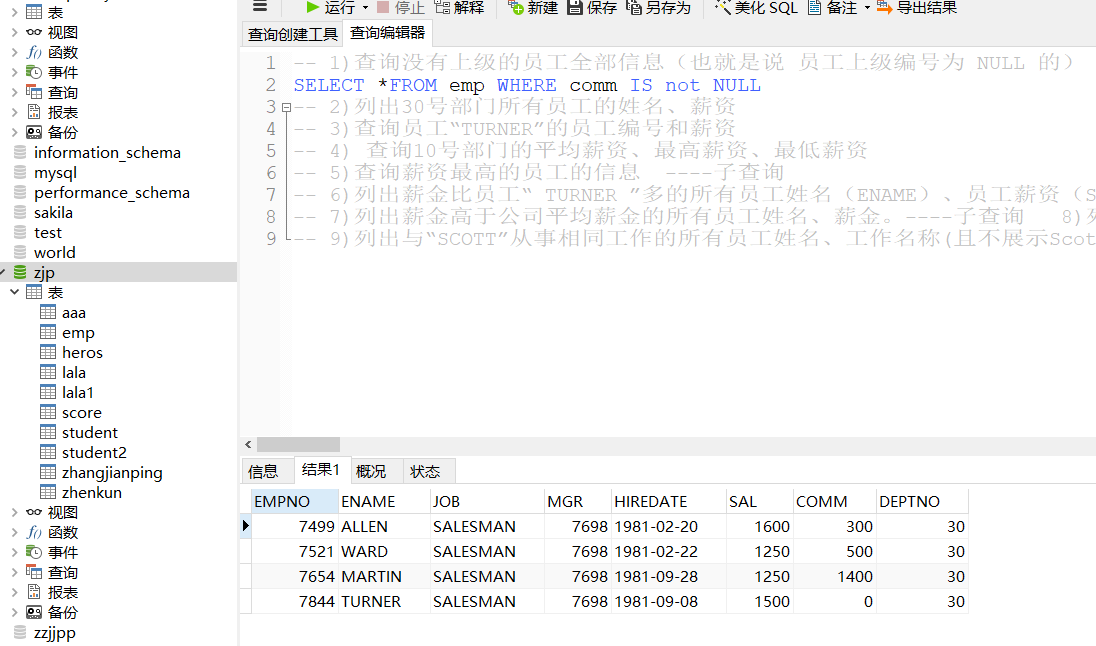 运行 停止 解释 新建 保存 另存为 美化 SQL 备注 导出结果
查询创建工具 查询编辑器
表
视图
函数
事件
查询
报表
备份
information_schema
mysql
performance_schema
sakila
test
world
zjp
表
aaa
emp
heros
lala
lala1
score
student
student2
zhangjianping
zhenkun
视图
函数
事件
查询
报表
备份
zzjjpp
1 -- 1)查询没有上级的员工全部信息（也就是说 员工上级编号为 NULL 的）
2 SELECT *FROM emp WHERE comm IS not NULL
3 -- 2)列出30号部门所有员工的姓名、薪资
4 -- 3)查询员工“TURNER”的员工编号和薪资
5 -- 4) 查询10号部门的平均薪资、最高薪资、最低薪资
6 -- 5)查询薪资最高的员工的信息 ----子查询
7 -- 6)列出薪金比员工“ TURNER ”多的所有员工姓名（ENAME）、员工薪资（S
8 -- 7)列出薪金高于公司平均薪金的所有员工姓名、薪金。----子查询 8)列
9 -- 9)列出与“SCOTT”从事相同工作的所有员工姓名、工作名称(且不展示Scot
信息 结果1 概况 状态
EMPNO ENAME JOB MGR HIREDATE SAL COMM DEPTNO
7499 ALLEN SALESMAN 7698 1981-02-20 1600 300 30
7521 WARD SALESMAN 7698 1981-02-22 1250 500 30
7654 MARTIN SALESMAN 7698 1981-09-28 1250 1400 30
7844 TURNER SALESMAN 7698 1981-09-08 1500 0 30